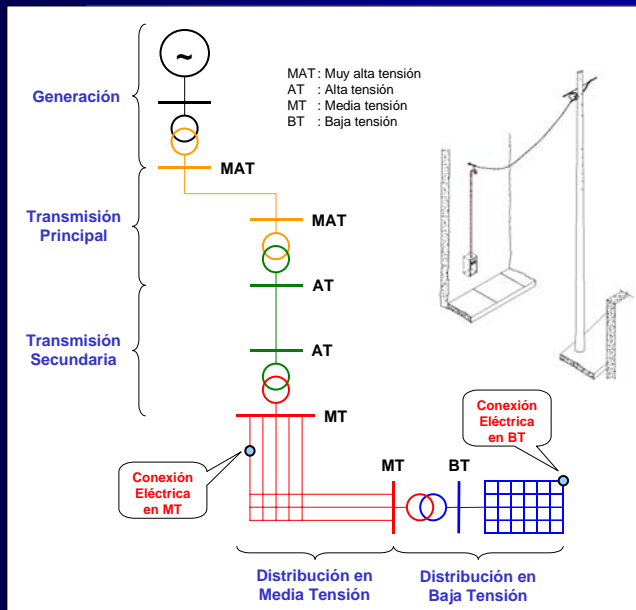 ~
Generación
MAT : Muy alta tensión
AT : Alta tensión
MT : Media tensión
BT : Baja tensión
MAT
Transmisión
Principal
MAT
AT
Transmisión
Secundaria
AT
MT
Conexión
Eléctrica
en MT
Conexión
Eléctrica
en BT
MT
BT
Distribución en
Media Tensión
Distribución en
Baja Tensión